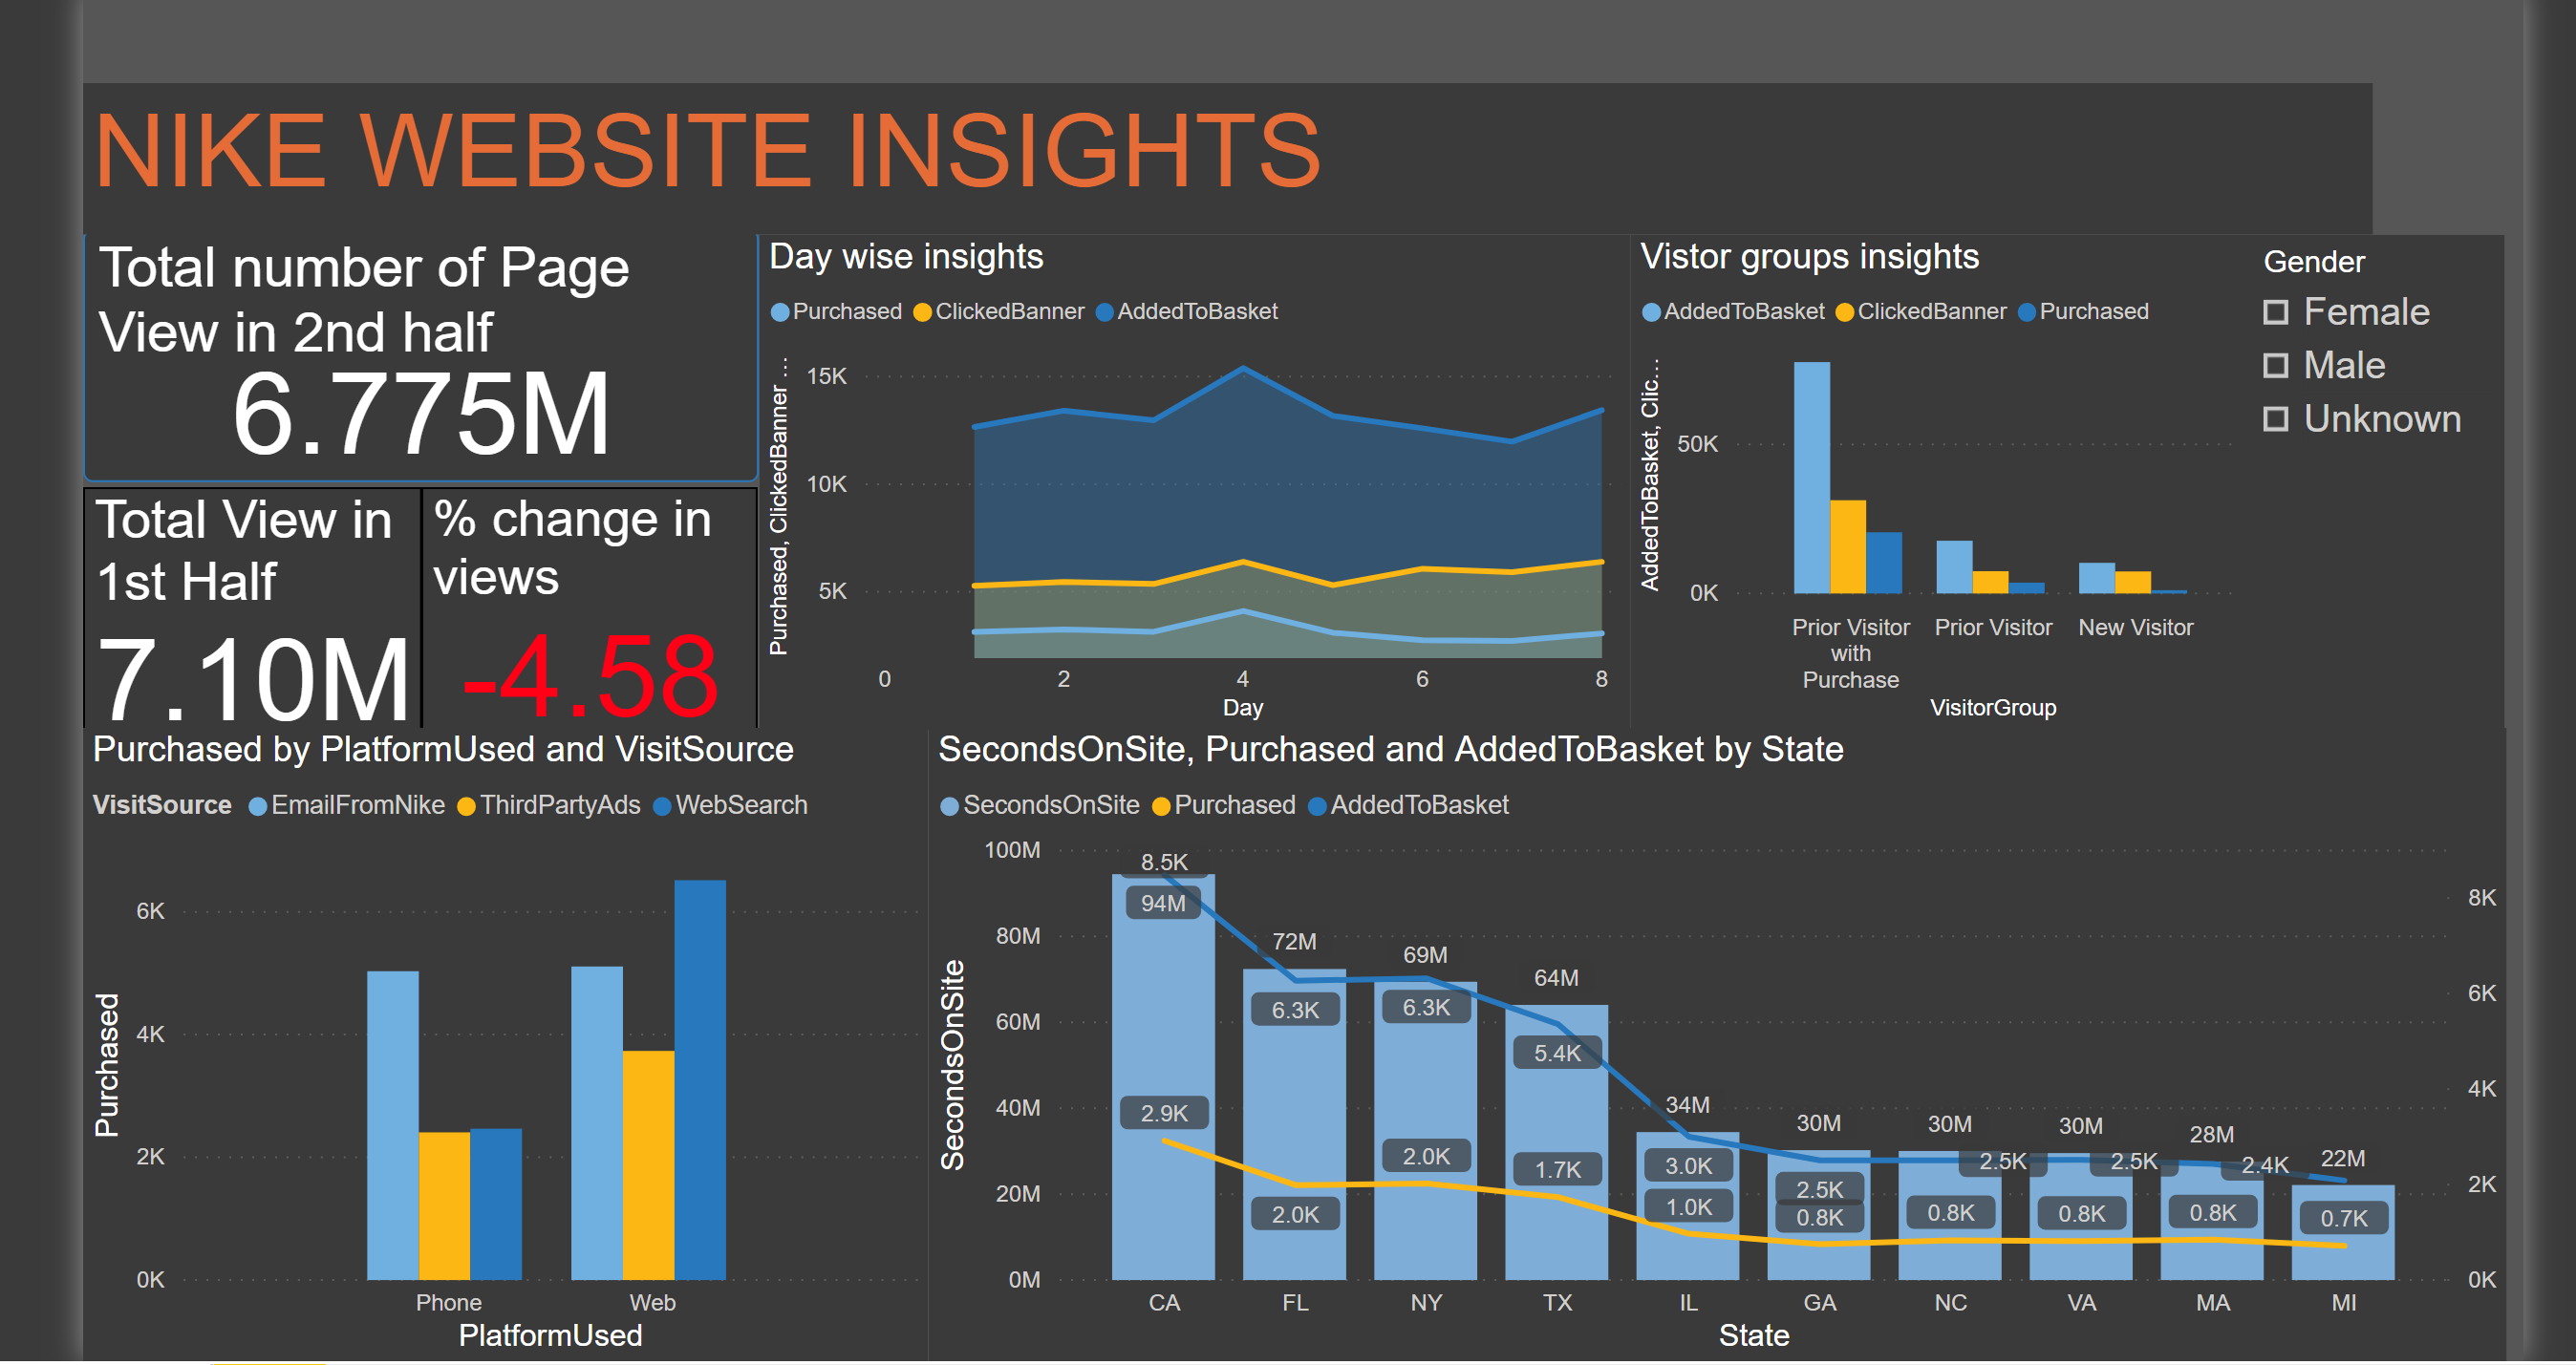 NIKE WEBSITE INSIGHTS
Total number of Page
View in 2nd half
6.775M
Total View in
1st Half
7.10M
% change in
views
-4.58
Day wise insights
Purchased ClickedBanner AddedToBasket
Purchased, ClickedBanner ...
15K
10K
5K
0 2 4 6 8
Day
Vistor groups insights
AddedToBasket ClickedBanner Purchased
AddedToBasket, Clic...
50K
0K
Prior Visitor
with
Purchase
Prior Visitor
New Visitor
VisitorGroup
Gender
Female
Male
Unknown
Purchased by PlatformUsed and VisitSource
VisitSource EmailFromNike ThirdPartyAds WebSearch
Purchased
6K
4K
2K
0K
Phone Web
PlatformUsed
SecondsOnSite, Purchased and AddedToBasket by State
SecondsOnSite Purchased AddedToBasket
SecondsOnSite
100M
80M
60M
40M
20M
0M
8.5K
94M
2.9K
72M
6.3K
2.0K
69M
6.3K
2.0K
64M
5.4K
1.7K
34M
3.0K
1.0K
30M
2.5K
0.8K
30M
2.5K
0.8K
30M
2.5K
0.8K
28M
2.4K
0.8K
22M
0.7K
8K
6K
4K
2K
0K
CA FL NY TX IL GA NC VA MA MI
State